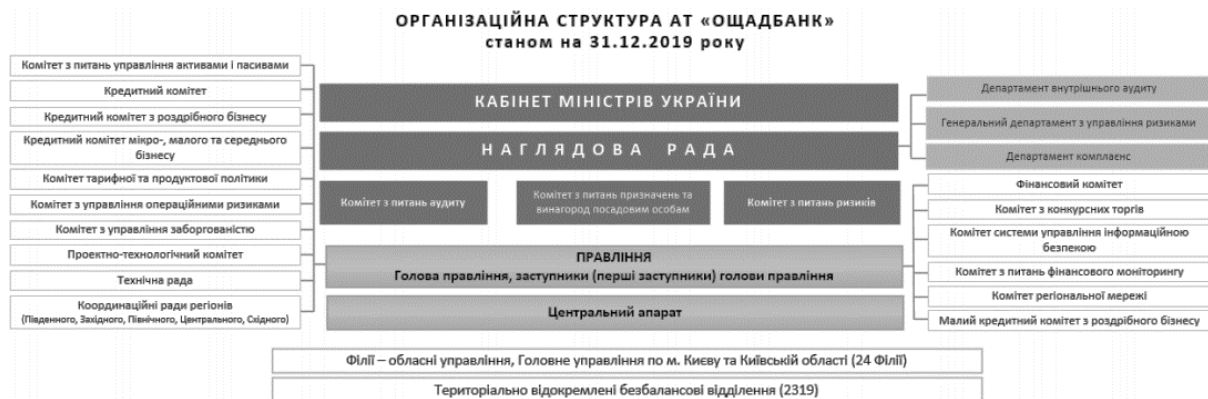 ОРГАНІЗАЦІЙНА СТРУКТУРА АТ «ОЩАДБАНК»
станом на 31.12.2019 року
Комітет з питань управління активами і пасивами
Кредитний комітет
Кредитний комітет з роздрібного бізнесу
Кредитний комітет мікро-, малого та середнього
бізнесу
Комітет тарифної та продуктової політики
Комітет з управління операційними ризиками
Комітет з управління заборгованістю
Проектно-технологічний комітет
Технічна рада
Координаційні ради регіонів
(Південного, Західного, Північного, Центрального, Східного)
КАБІНЕТ МІНІСТРІВ УКРАЇНИ
НАГЛЯДОВА РАДА
Комітет з питань аудиту
Комітет з питань призначень та
винагород посадовим особам
Комітет з питань ризиків
ПРАВЛІННЯ
Голова правління, заступники (перші заступники) голови правління
Центральний апарат
Департамент внутрішнього аудиту
Генеральний департамент з управління ризиками
Департамент комплаєнс
Фінансовий комітет
Комітет з конкурсних торгів
Комітет системи управління інформаційною
безпекою
Комітет з питань фінансового моніторингу
Комітет регіональної мережі
Малий кредитний комітет з роздрібного бізнесу
Філії – обласні управління, Головне управління по м. Києву та Київській області (24 Філії)
Територіально відокремлені безбалансові відділення (2319)